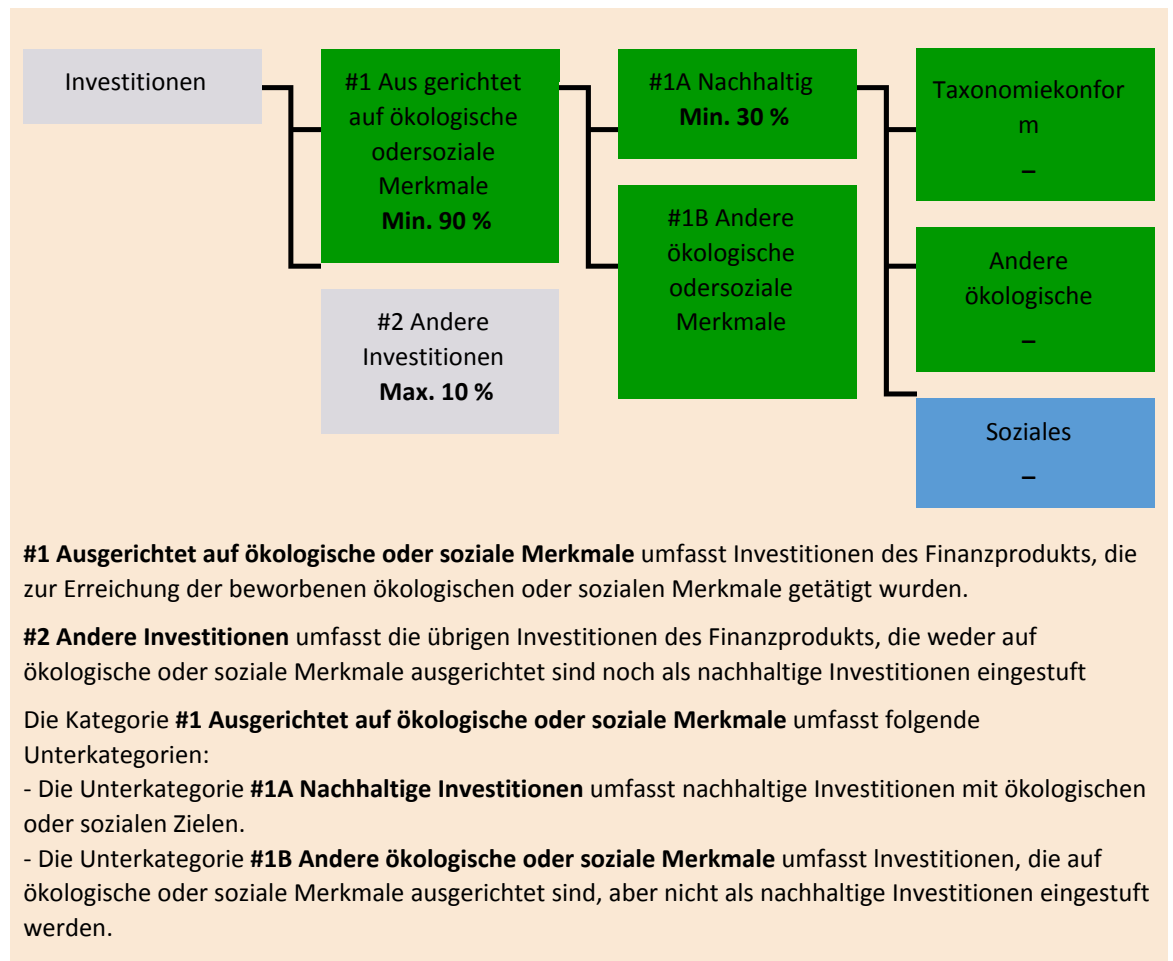 Investitionen
#1 Aus gerichtet
auf ökologische
odersoziale
Merkmale
Min. 90 %
#2 Andere
Investitionen
Max. 10 %
#1A Nachhaltig
Min. 30 %
#1B Andere
ökologische
odersoziale
Merkmale
Taxonomiekonfor
m
–
Andere
ökologische
–
Soziales
–
#1 Ausgerichtet auf ökologische oder soziale Merkmale umfasst Investitionen des Finanzprodukts, die
zur Erreichung der beworbenen ökologischen oder sozialen Merkmale getätigt wurden.
#2 Andere Investitionen umfasst die übrigen Investitionen des Finanzprodukts, die weder auf
ökologische oder soziale Merkmale ausgerichtet sind noch als nachhaltige Investitionen eingestuft
Die Kategorie #1 Ausgerichtet auf ökologische oder soziale Merkmale umfasst folgende
Unterkategorien:
- Die Unterkategorie #1A Nachhaltige Investitionen umfasst nachhaltige Investitionen mit ökologischen
oder sozialen Zielen.
- Die Unterkategorie #1B Andere ökologische oder soziale Merkmale umfasst lnvestitionen, die auf
ökologische oder soziale Merkmale ausgerichtet sind, aber nicht als nachhaltige Investitionen eingestuft
werden.